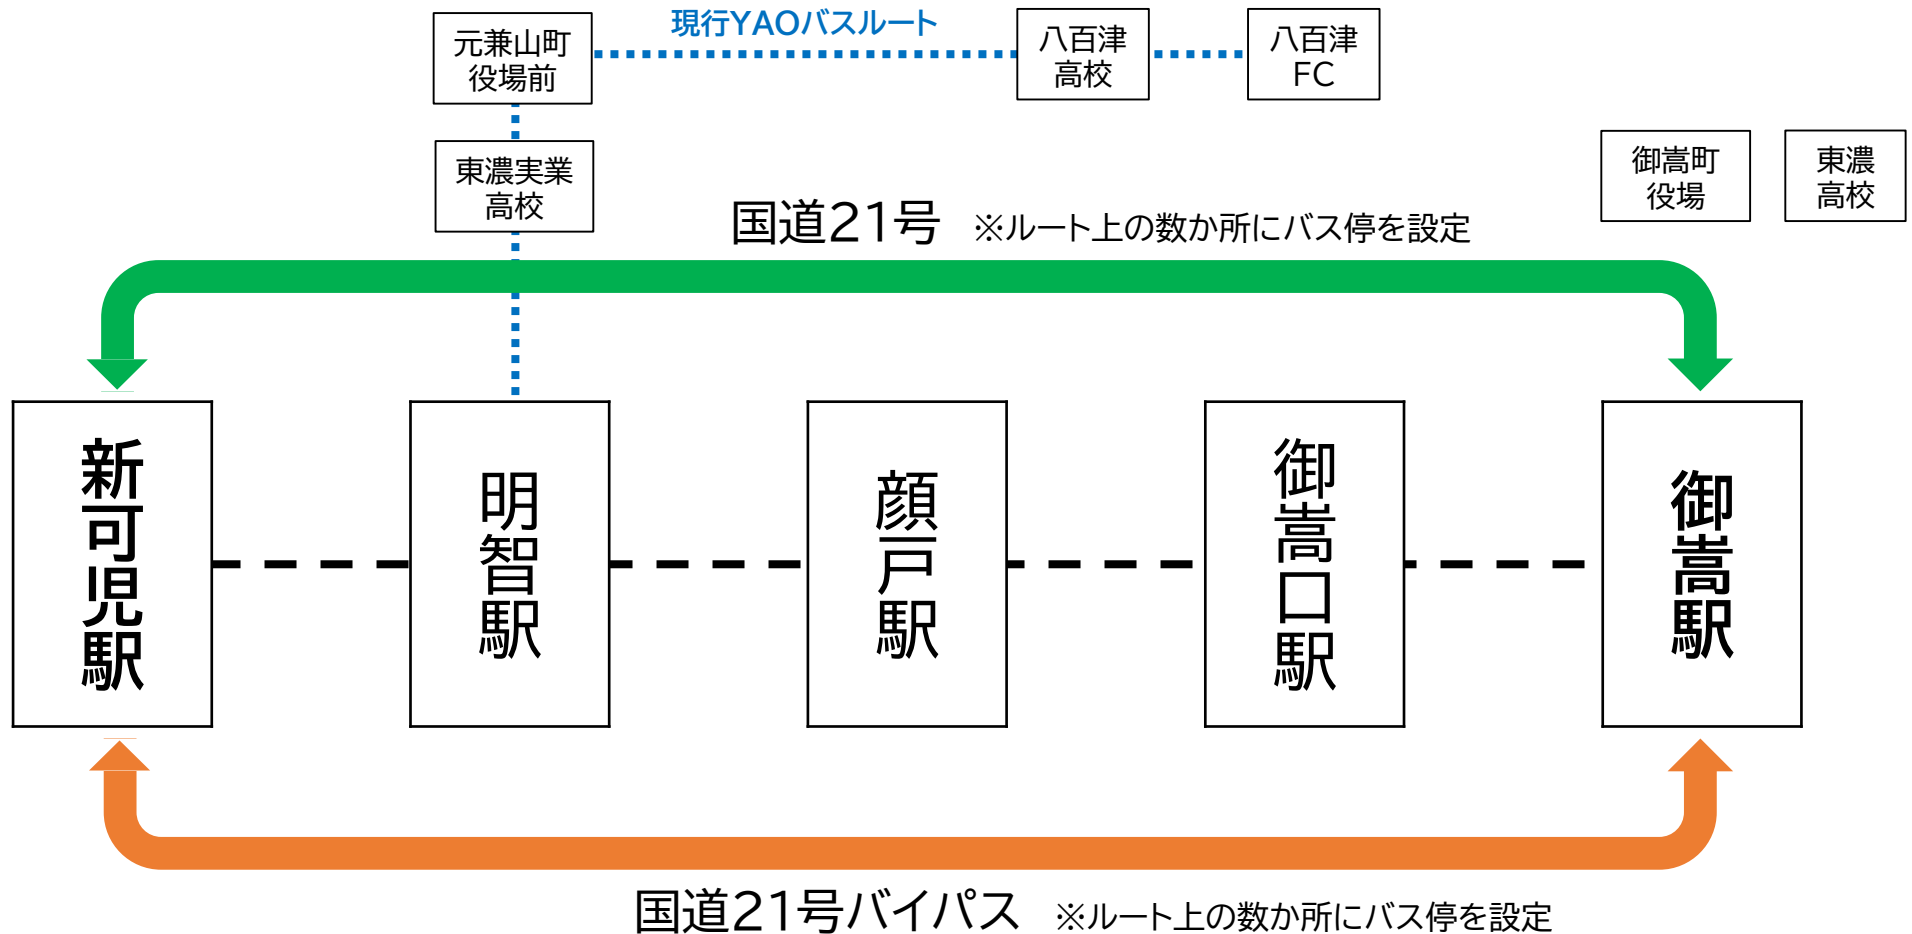 現行YAOバスルート
元兼山町
役場前
八百津
高校
八百津
FC
東濃実業
高校
御嵩町
役場
東濃
高校
国道21号 ※ルート上の数か所にバス停を設定
新可児駅
明智駅
顔戸駅
御嵩口駅
御嵩駅
国道21号バイパス ※ルート上の数か所にバス停を設定